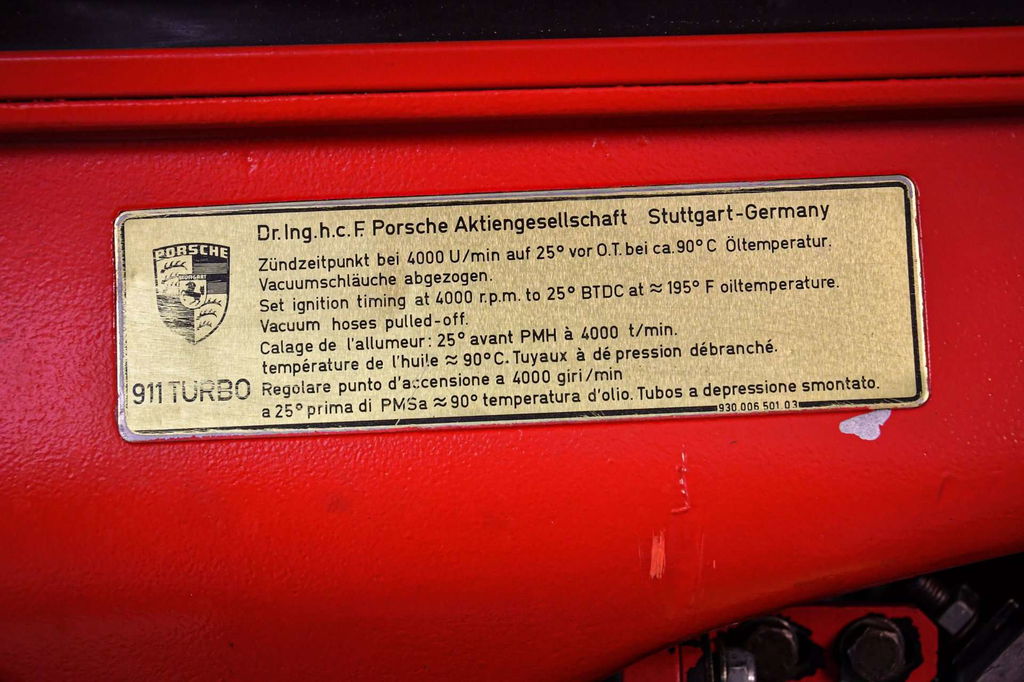 Dr.Ing.h.c.F. Porsche Aktiengesellschaft Stuttgart-Germany
PORSCHE
Zündzeitpunkt bei 4000 U/min auf 25° vor O.T. bei ca.90°C Öltemperatur.
Vacuumschläuche abgezogen.
Set ignition timing at 4000 r.p.m. to 25° BTDC at ≈ 195° F oiltemperature.
Vacuum hoses pulled-off.
Calage de l'allumeur: 25° avant PMH à 4000 t/min.
température de l'huile ≈ 90°C. Tuyaux à dé pression débranché.
911 TURBO
Regolare punto d'accensione a 4000 giri/min
a 25° prima di PMSa ≈ 90° temperatura d'olio. Tubos a depressione smontato.
930.006.501.03